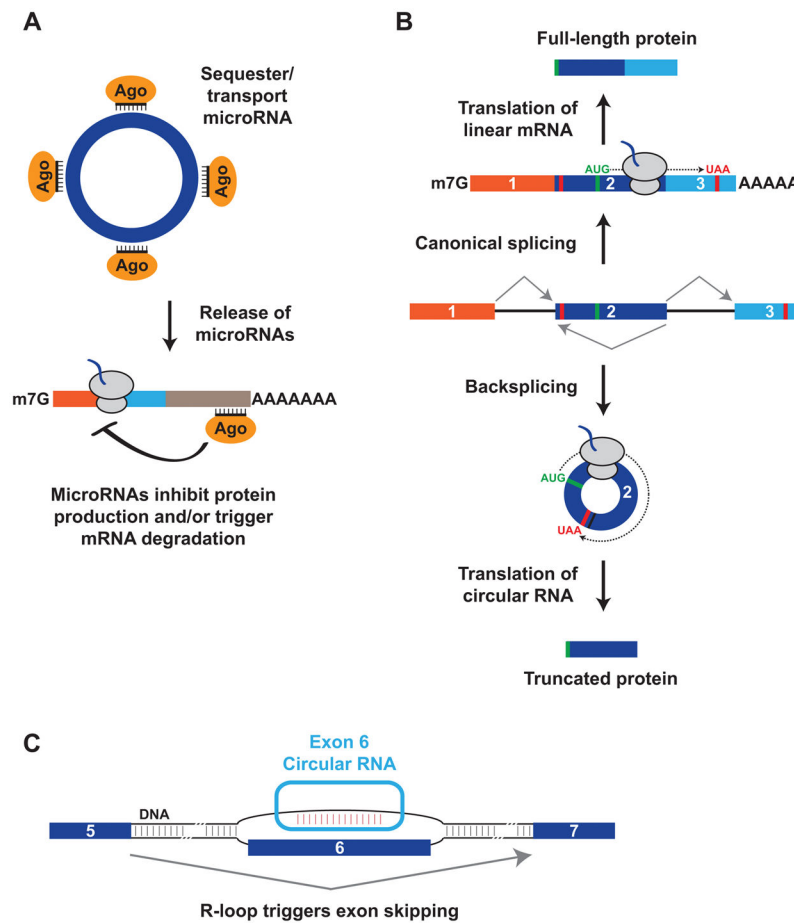 A
Sequester/
transport
microRNA
Ago
Ago
Ago
Ago
Release of
microRNAs
m7G
AAAAAAA
Ago
MicroRNAs inhibit protein
production and/or trigger
mRNA degradation
B
Full-length protein
Translation of
linear mRNA
AUG
UAA
m7G 1 2 3 AAAAA
Canonical splicing
1 2 3
Backsplicing
AUG
2
UAA
Translation of
circular RNA
Truncated protein
C
Exon 6
Circular RNA
DNA
5 6 7
R-loop triggers exon skipping